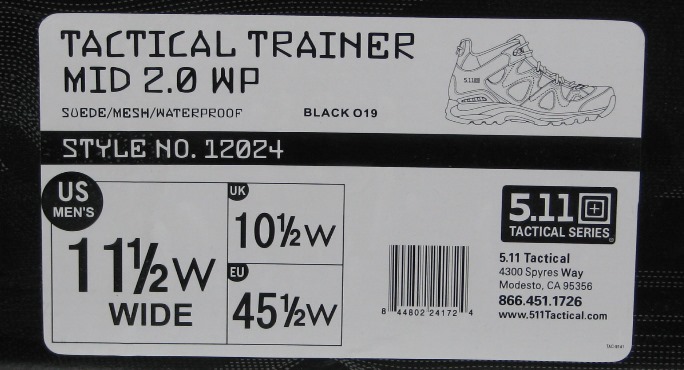 TACTICAL TRAINER
MID 2.0 WP
SUEDE/MESH/WATERPROOF BLACK 019
5.11
STYLE NO. 12024
US
MEN'S
11½W
WIDE
UK
10½W
EU
45½W
8 44802 24172 4
5.11
TACTICAL SERIES®
5.11 Tactical
4300 Spyres Way
Modesto, CA 95356
866.451.1726
www.511Tactical.com